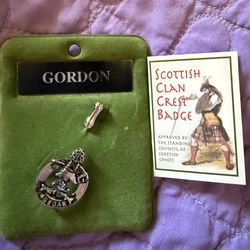 GORDON
SCOTTISH
CLAN
CREST
BADGE
APPROVED BY
THE STANDING
COUNCIL OF
SCOTTISH
CHIEFS